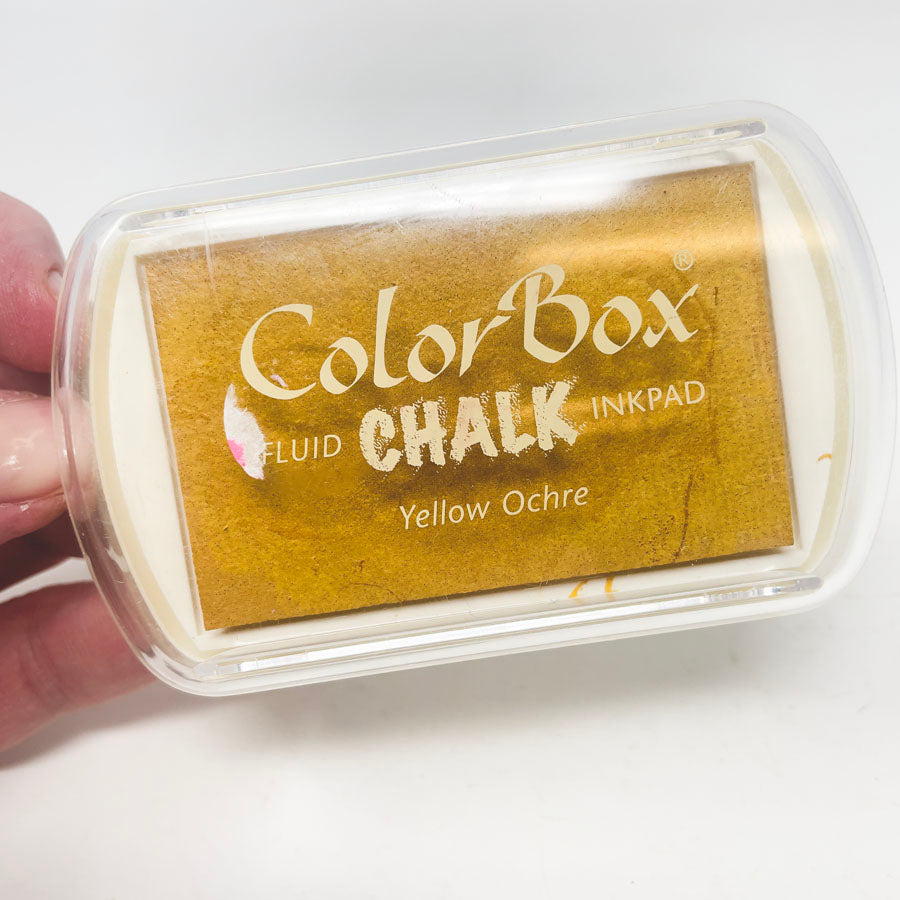 ColorBox®
FLUID CHALK INKPAD
Yellow Ochre